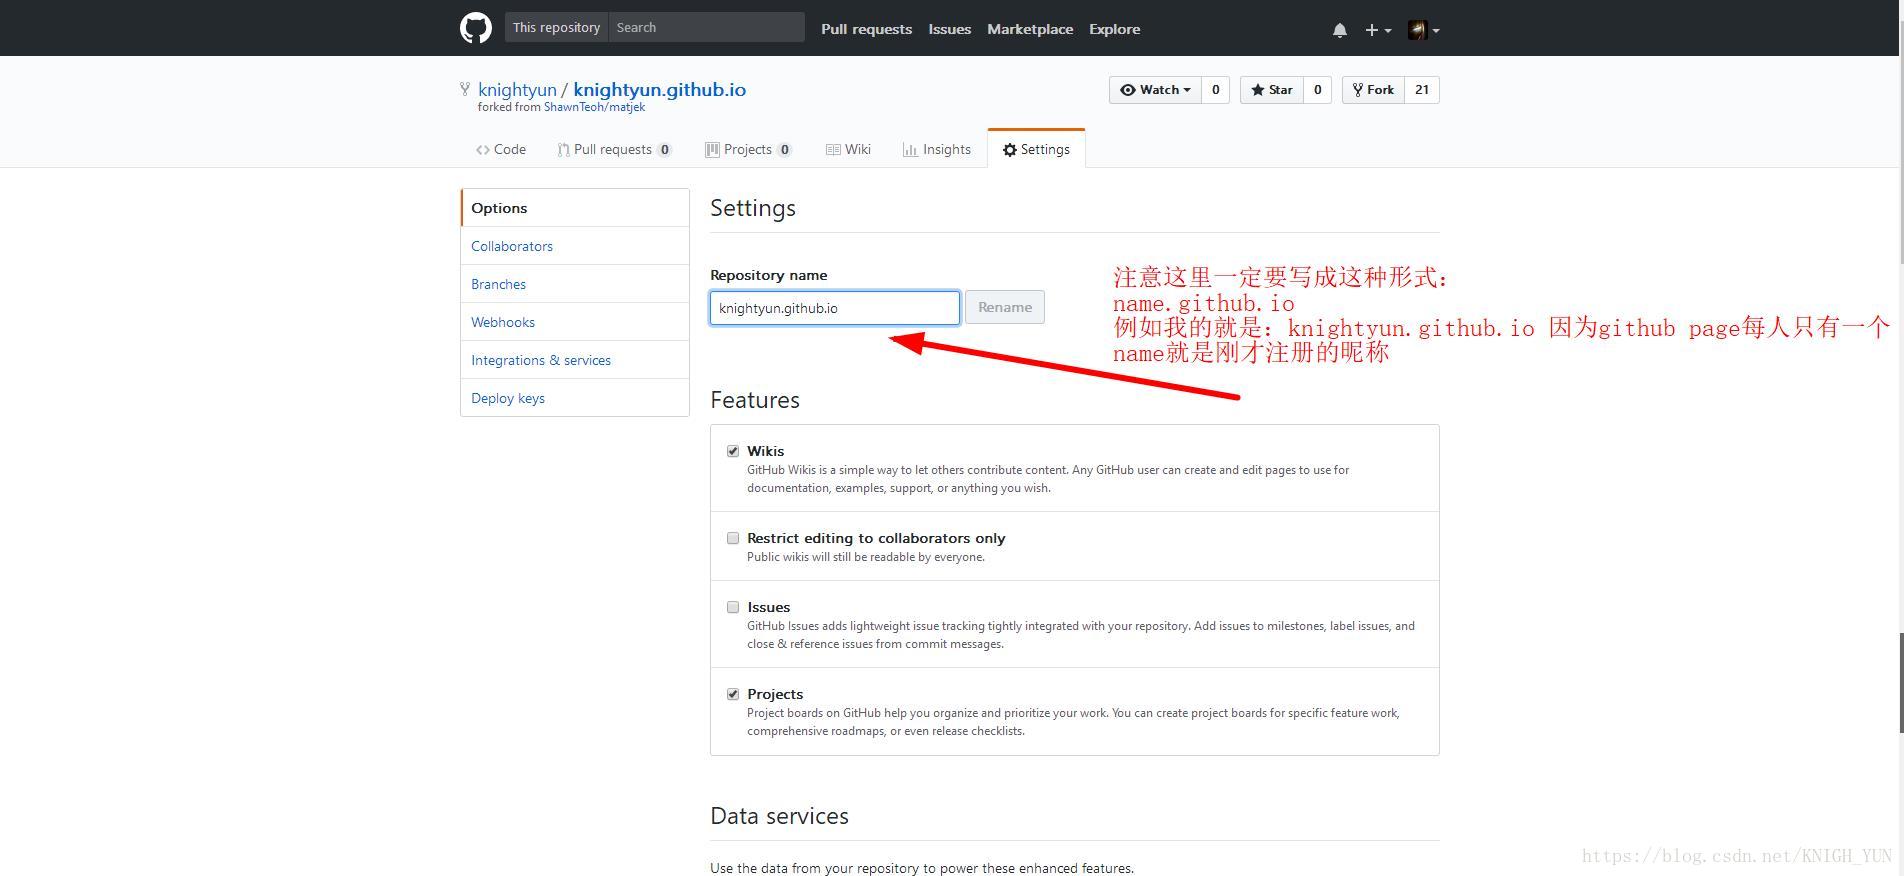 This repository Search Pull requests Issues Marketplace Explore
knightyun / knightyun.github.io Watch 0 Star 0 Fork 21
forked from ShawnTeoh/matjek
Code Pull requests 0 Projects 0 Wiki Insights Settings
Options
Collaborators
Branches
Webhooks
Integrations & services
Deploy keys
Settings
Repository name
knightyun.github.io Rename
注意这里一定要写成这种形式：
name.github.io
例如我的就是：knightyun.github.io 因为github page每人只有一个
name就是刚才注册的昵称
Features
Wikis
GitHub Wikis is a simple way to let others contribute content. Any GitHub user can create and edit pages to use for
documentation, examples, support, or anything you wish.
Restrict editing to collaborators only
Public wikis will still be readable by everyone.
Issues
GitHub Issues adds lightweight issue tracking tightly integrated with your repository. Add issues to milestones, label issues, and
close & reference issues from commit messages.
Projects
Project boards on GitHub help you organize and prioritize your work. You can create project boards for specific feature work,
comprehensive roadmaps, or even release checklists.
Data services
Use the data from your repository to power these enhanced features.
https://blog.csdn.net/KNIGH_YUN